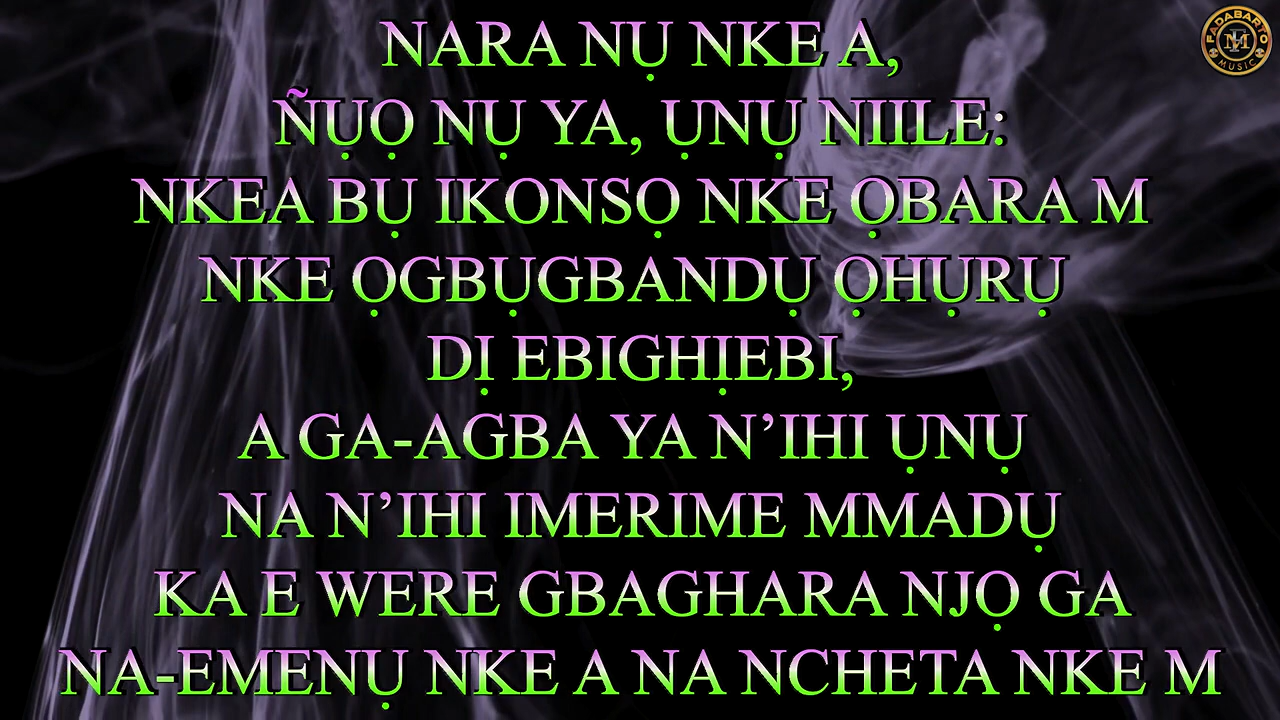 NARA NỤ NKE A,
ÑỤỌ NỤ YA, ỤNỤ NIILE:
NKEA BỤ IKONSỌ NKE ỌBARA M
NKE ỌGBỤGBANDỤ ỌHỤRỤ
DỊ EBIGHỊEBI,
A GA-AGBA YA N’IHI ỤNỤ
NA N’IHI IMERIME MMADỤ
KA E WERE GBAGHARA NJỌ GA
NA-EMENỤ NKE A NA NCHETA NKE M
FADABARTO
MUSIC